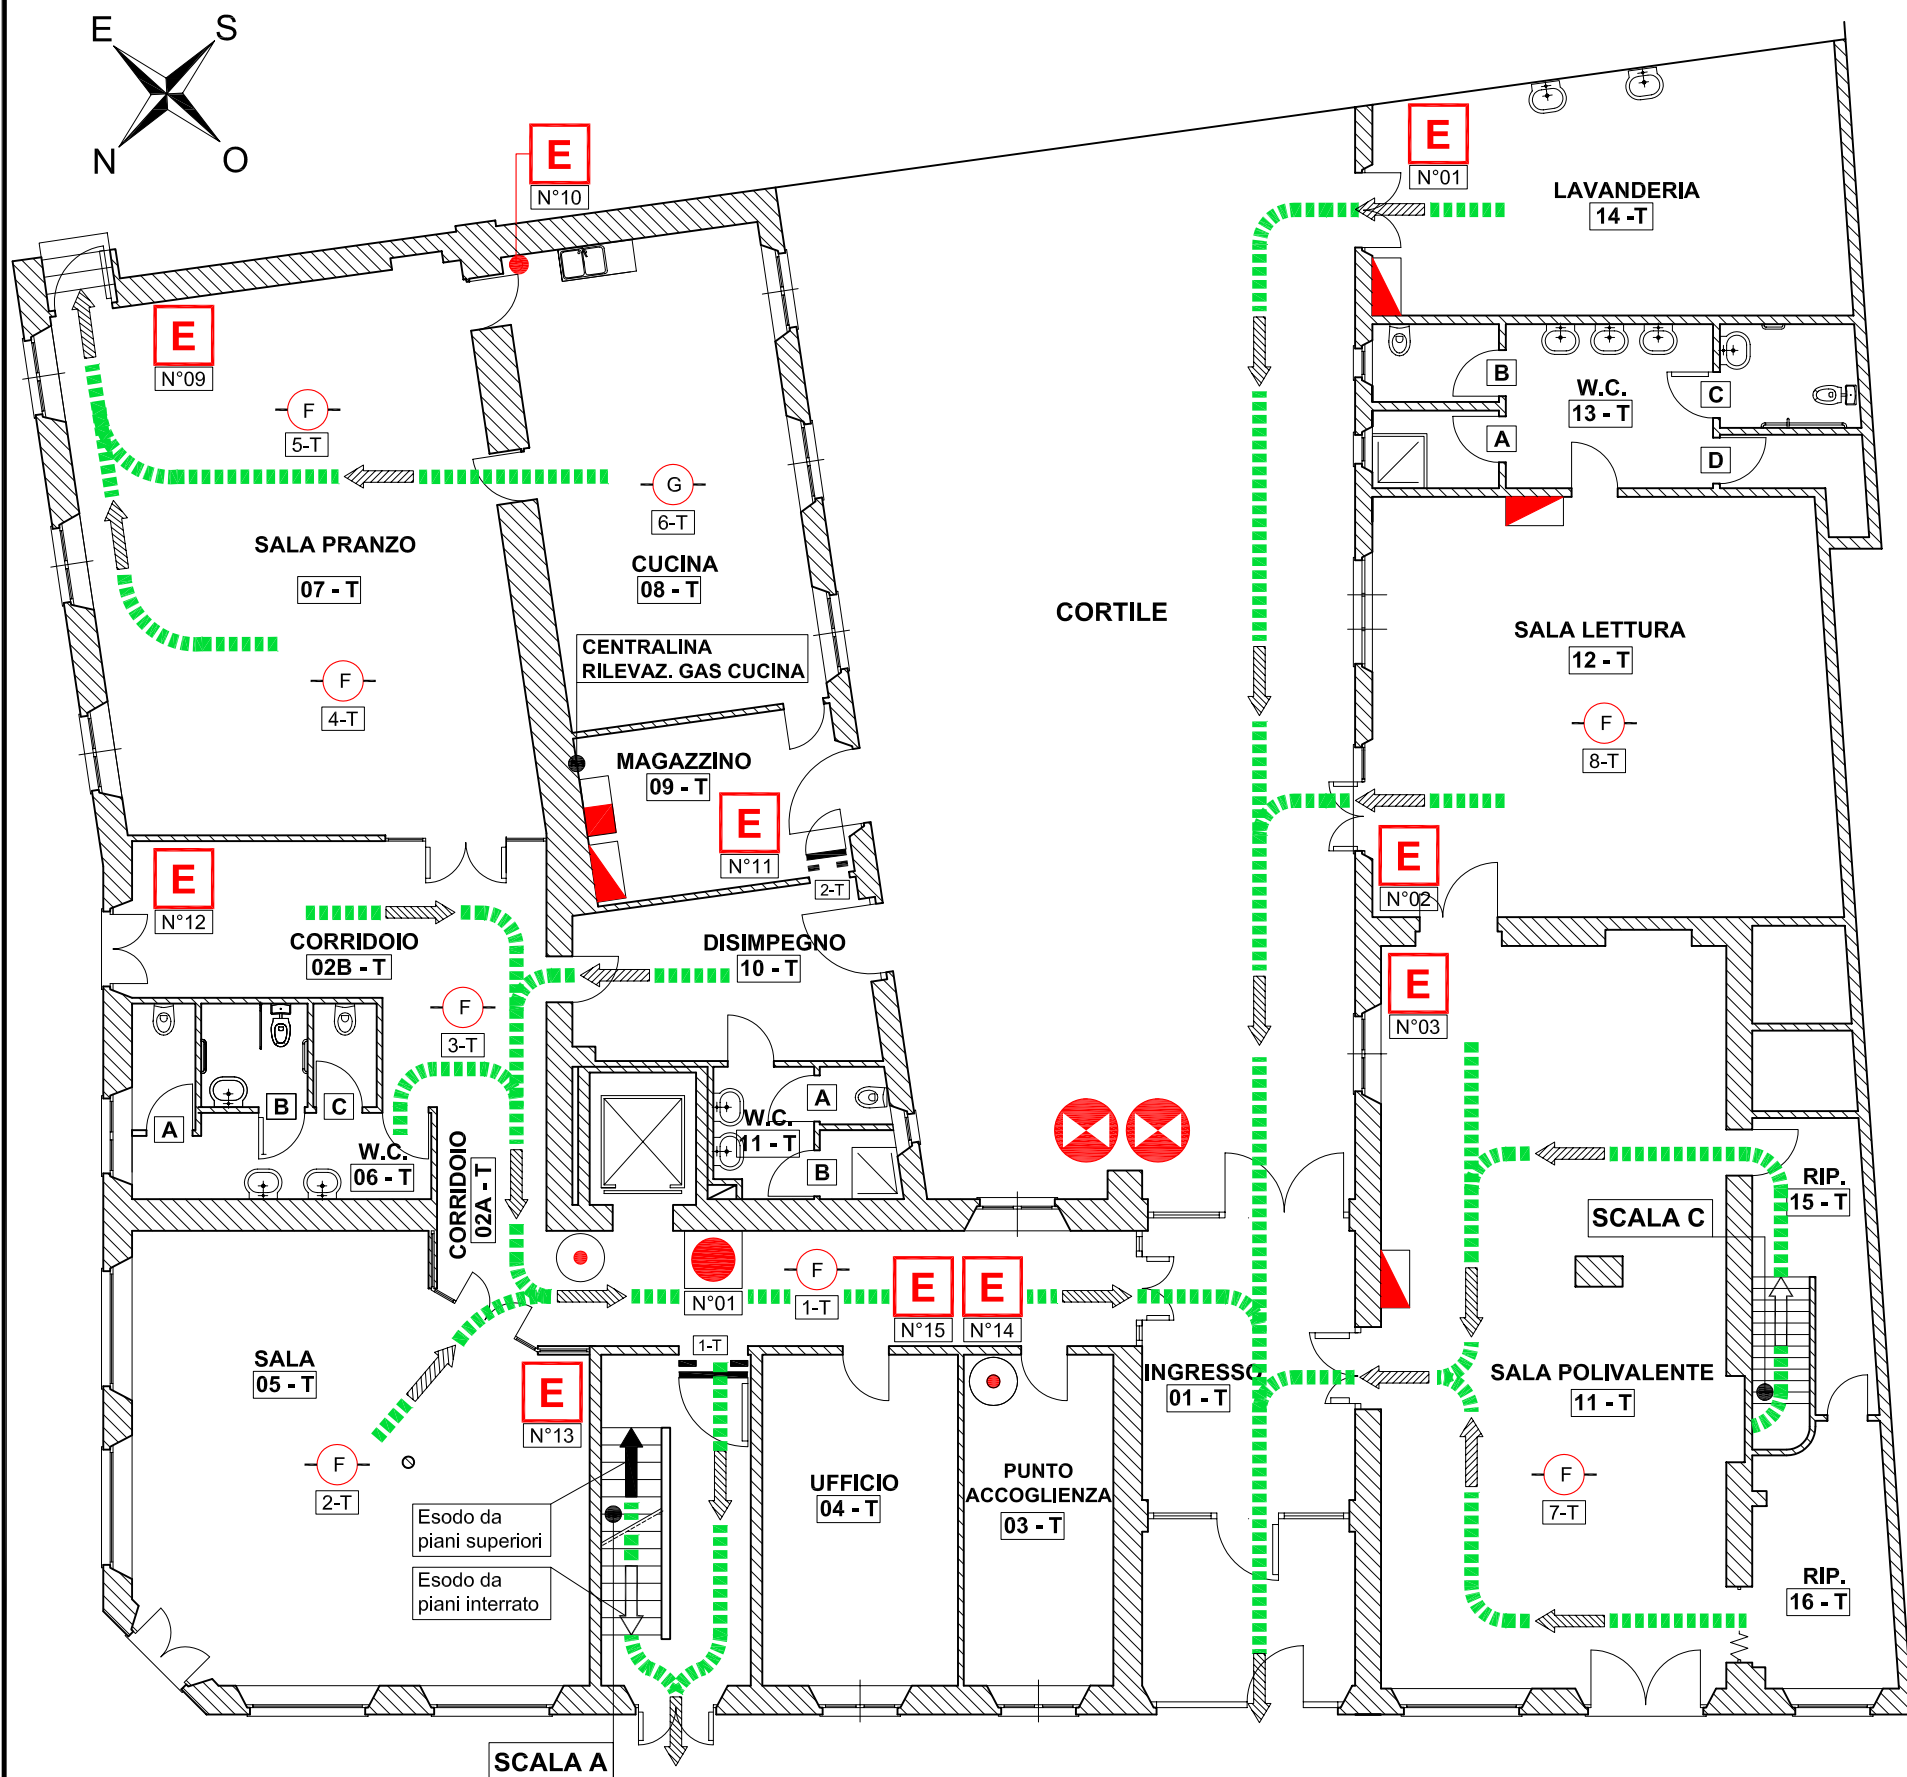 E
S
N
O
E
N°10
E
N°01
LAVANDERIA
14 -T
E
N°09
F
5-T
G
6-T
SALA PRANZO
07 - T
CUCINA
08 - T
F
4-T
CENTRALINA
RILEVAZ. GAS CUCINA
CORTILE
B
W.C.
13 - T
C
A
D
SALA LETTURA
12 - T
F
8-T
MAGAZZINO
09 - T
E
N°11
2-T
E
N°02
E
N°12
CORRIDOIO
02B - T
DISIMPEGNO
10 - T
E
N°03
F
3-T
A
B
C
W.C.
06 - T
CORRIDOIO
02A - T
A
W.C.
11 - T
B
RIP.
15 - T
SCALA C
N°01
F
1-T
E
N°15
E
N°14
1-T
SALA
05 - T
E
N°13
INGRESSO
01 - T
SALA POLIVALENTE
11 - T
F
2-T
F
7-T
UFFICIO
04 - T
PUNTO
ACCOGLIENZA
03 - T
Esodo da
piani superiori
Esodo da
piani interrato
RIP.
16 - T
SCALA A